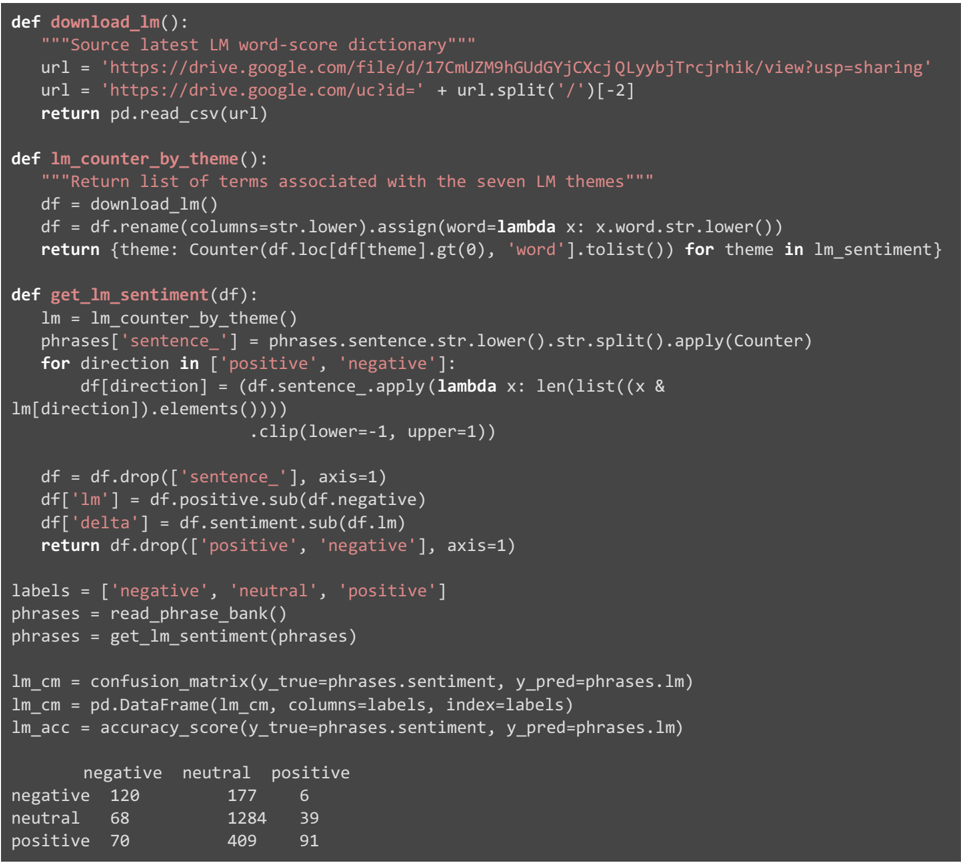 def download_lm():
   """Source latest LM word-score dictionary"""
   url = 'https://drive.google.com/file/d/17CmUZM9hGUdGYjCXcjQLyybjTrcjrhik/view?usp=sharing'
   url = 'https://drive.google.com/uc?id=' + url.split('/')[-2]
   return pd.read_csv(url)

def lm_counter_by_theme():
   """Return list of terms associated with the seven LM themes"""
   df = download_lm()
   df = df.rename(columns=str.lower).assign(word=lambda x: x.word.str.lower())
   return {theme: Counter(df.loc[df[theme].gt(0), 'word'].tolist()) for theme in lm_sentiment}

def get_lm_sentiment(df):
   lm = lm_counter_by_theme()
   phrases['sentence_'] = phrases.sentence.str.lower().str.split().apply(Counter)
   for direction in ['positive', 'negative']:
       df[direction] = (df.sentence_.apply(lambda x: len(list((x &
lm[direction]).elements())))
                        .clip(lower=-1, upper=1))

   df = df.drop(['sentence_'], axis=1)
   df['lm'] = df.positive.sub(df.negative)
   df['delta'] = df.sentiment.sub(df.lm)
   return df.drop(['positive', 'negative'], axis=1)

labels = ['negative', 'neutral', 'positive']
phrases = read_phrase_bank()
phrases = get_lm_sentiment(phrases)

lm_cm = confusion_matrix(y_true=phrases.sentiment, y_pred=phrases.lm)
lm_cm = pd.DataFrame(lm_cm, columns=labels, index=labels)
lm_acc = accuracy_score(y_true=phrases.sentiment, y_pred=phrases.lm)

       negative  neutral  positive
negative  120         177     6
neutral   68          1284    39
positive  70          409     91